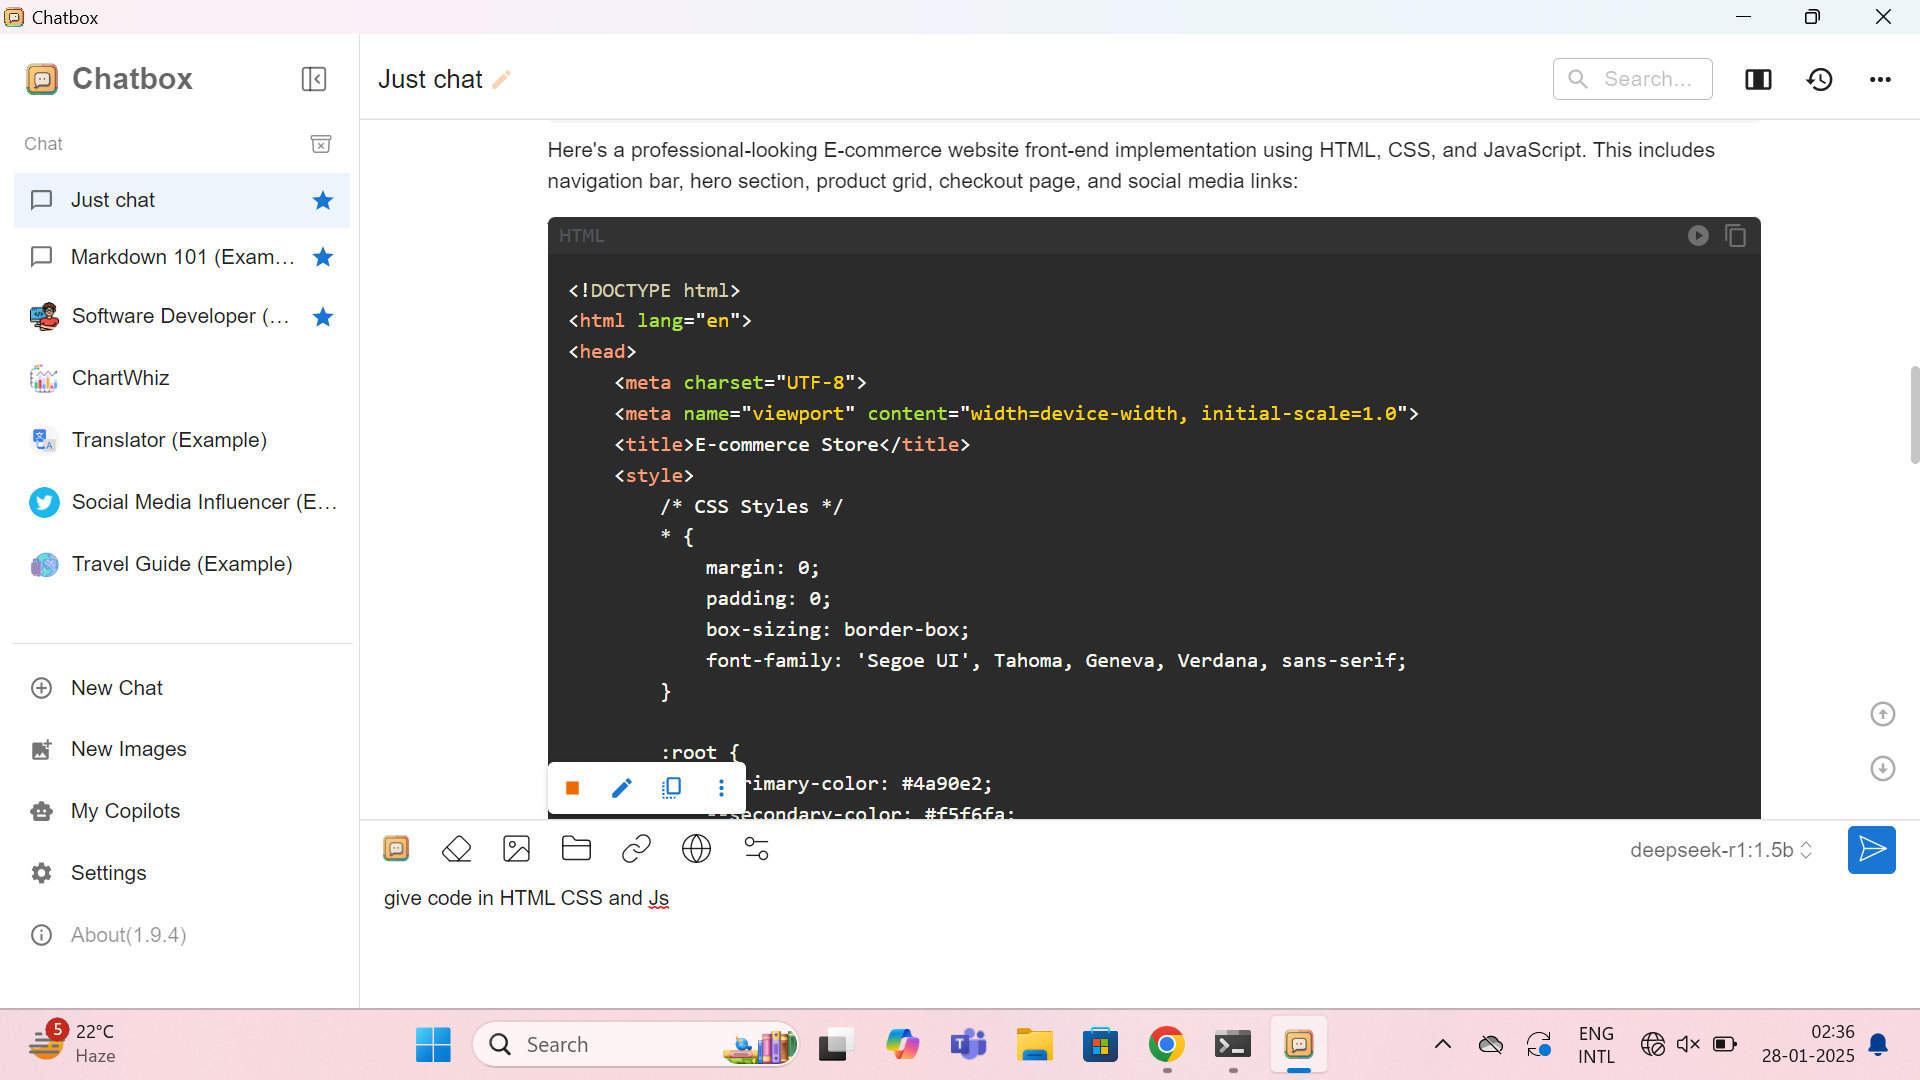 Chatbox
Chatbox
Just chat
Search...
Chat
Just chat
Markdown 101 (Exam...
Software Developer (...
ChartWhiz
Translator (Example)
Social Media Influencer (E...
Travel Guide (Example)
New Chat
New Images
My Copilots
Settings
About(1.9.4)
Here's a professional-looking E-commerce website front-end implementation using HTML, CSS, and JavaScript. This includes
navigation bar, hero section, product grid, checkout page, and social media links:
HTML
<!DOCTYPE html>
<html lang="en">
<head>
<meta charset="UTF-8">
<meta name="viewport" content="width=device-width, initial-scale=1.0">
<title>E-commerce Store</title>
<style>
/* CSS Styles */
* {
margin: 0;
padding: 0;
box-sizing: border-box;
font-family: 'Segoe UI', Tahoma, Geneva, Verdana, sans-serif;
}
:root {
rimary-color: #4a90e2;
--secondary-color: #f5f6fa;
deepseek-r1:1.5b
give code in HTML CSS and Js
5
22°C
Haze
Search
ENG
INTL
02:36
28-01-2025